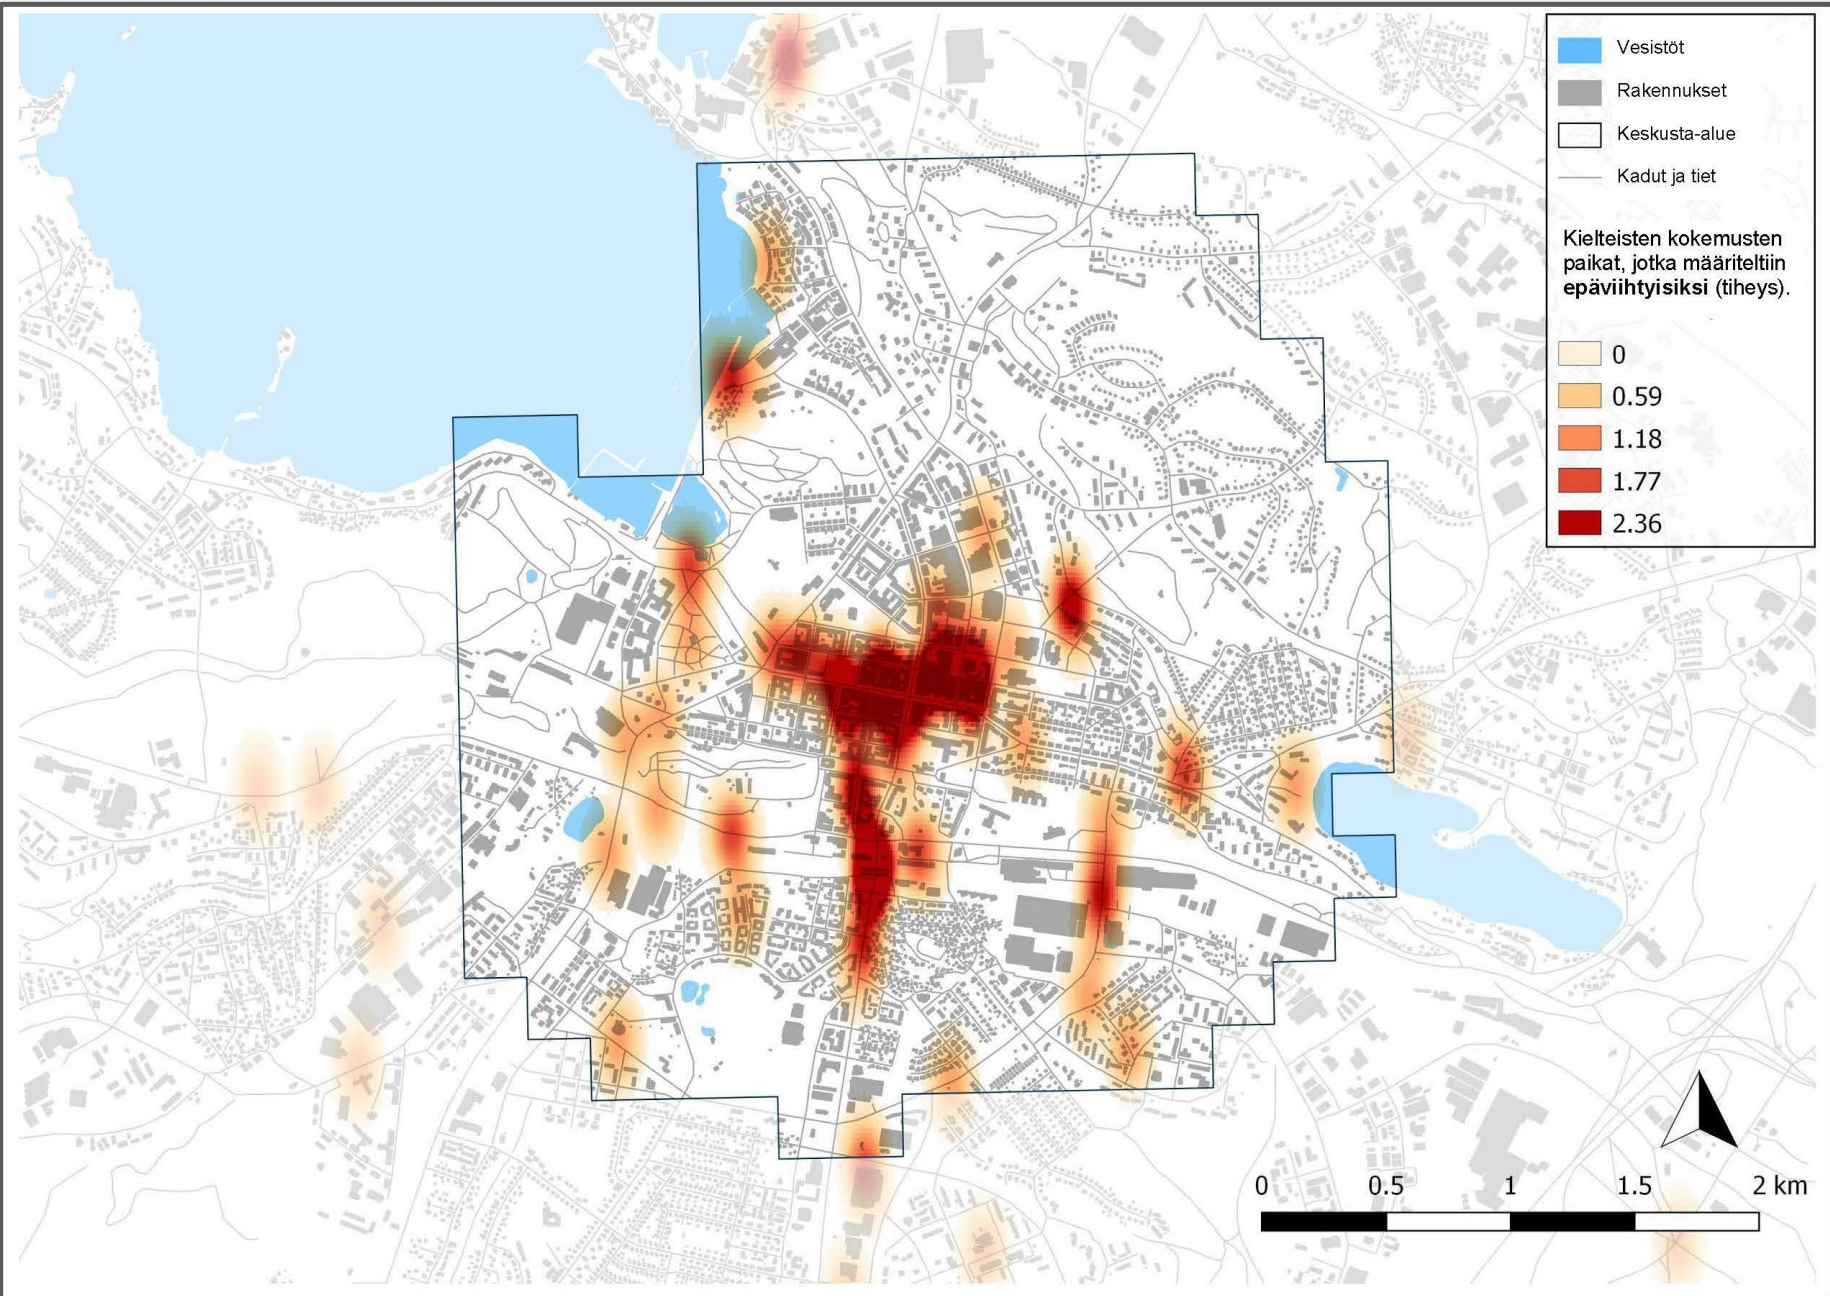 Vesistöt
Rakennukset
Keskusta-alue
Kadut ja tiet
Kielteisten kokemusten
paikat, jotka määriteltiin
epäviihtyisiksi (tiheys).
0
0.59
1.18
1.77
2.36
0 0.5 1 1.5 2 km